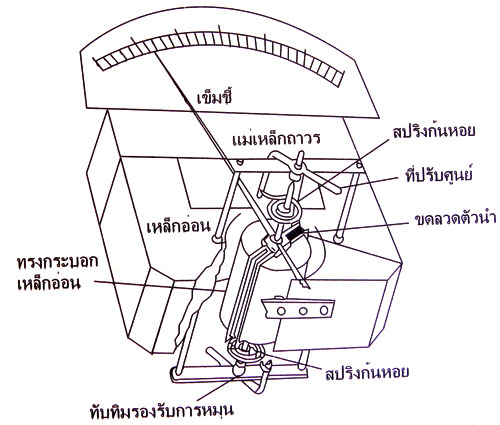 เข็มชี้
แม่เหล็กถาวร
สปริงก้นหอย
ที่ปรับศูนย์
เหล็กอ่อน
ขดลวดตัวนำ
ทรงกระบอก
เหล็กอ่อน
สปริงก้นหอย
ทับทิมรองรับการหมุน